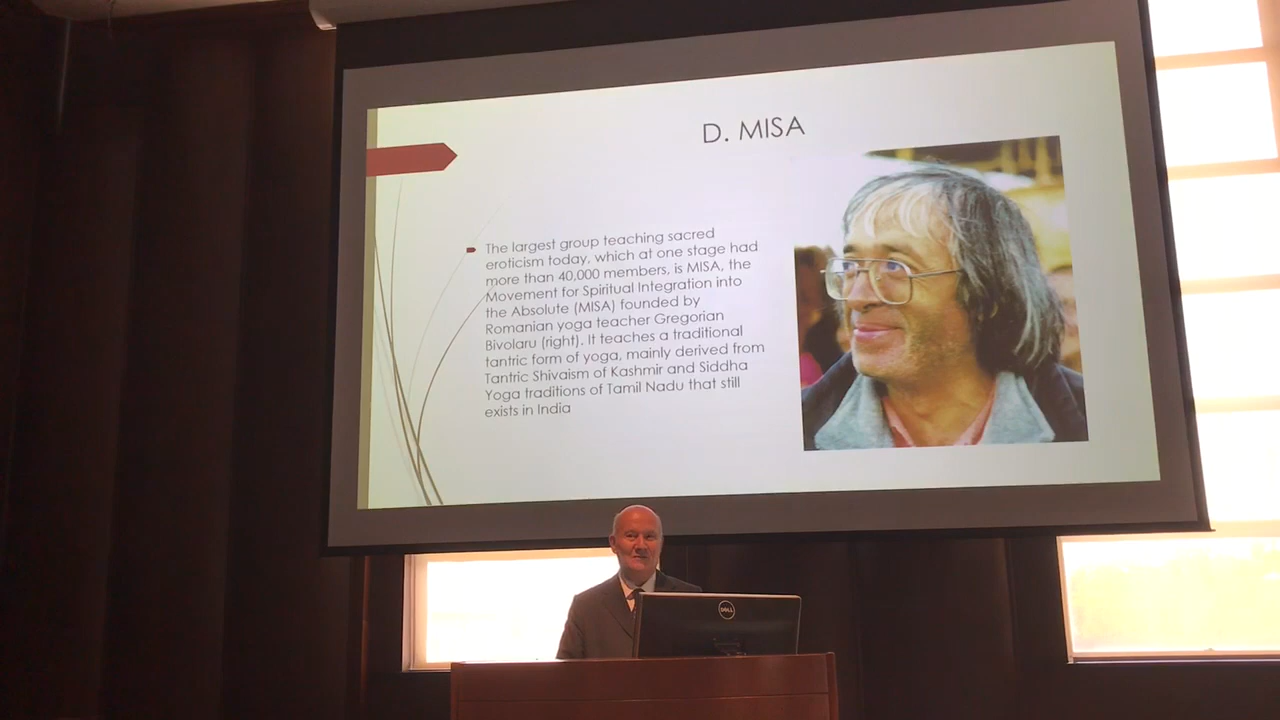 D. MISA
The largest group teaching sacred
eroticism today, which at one stage had
more than 40,000 members, is MISA, the
Movement for Spiritual Integration into
the Absolute (MISA) founded by
Romanian yoga teacher Gregorian
Bivolaru (right). It teaches a traditional
tantric form of yoga, mainly derived from
Tantric Shivaism of Kashmir and Siddha
Yoga traditions of Tamil Nadu that still
exists in India
DELL